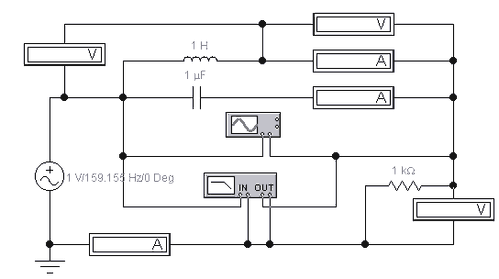 V
V
1 H
A
1 µF
A
1 V/159.155 Hz/0 Deg
IN OUT
1 kΩ
V
A